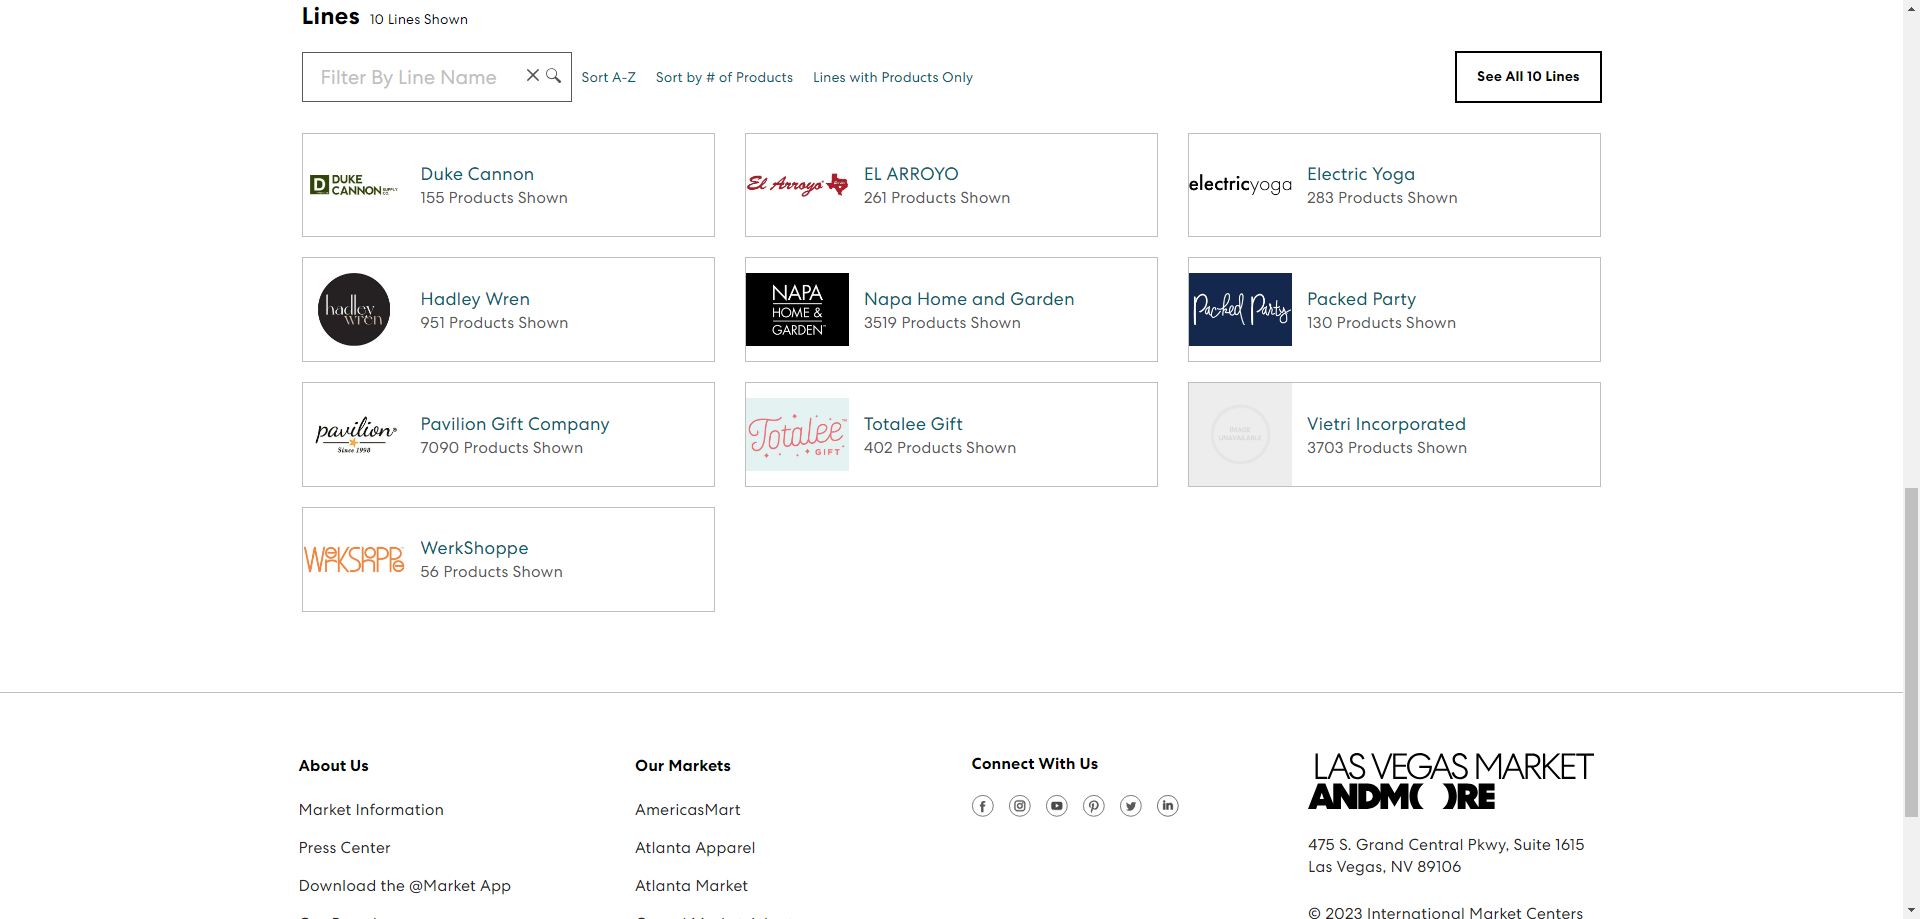 Lines 10 Lines Shown
Filter By Line Name
Sort A-Z Sort by # of Products Lines with Products Only
See All 10 Lines
DUKE
CANNON SUPPLY CO.
Duke Cannon
155 Products Shown
El Arroyo
EL ARROYO
261 Products Shown
electricyoga
Electric Yoga
283 Products Shown
hadley
wren
Hadley Wren
951 Products Shown
NAPA
HOME &
GARDEN™
Napa Home and Garden
3519 Products Shown
Packed Party
Packed Party
130 Products Shown
pavilion®
Since 1998
Pavilion Gift Company
7090 Products Shown
Totalee™
GIFT
Totalee Gift
402 Products Shown
IMAGE
UNAVAILABLE
Vietri Incorporated
3703 Products Shown
WERKSHOPPE
WerkShoppe
56 Products Shown
About Us
Market Information
Press Center
Download the @Market App
Our Markets
AmericasMart
Atlanta Apparel
Atlanta Market
Connect With Us
LAS VEGAS MARKET
ANDM( )RE
475 S. Grand Central Pkwy, Suite 1615
Las Vegas, NV 89106
© 2023 International Market Centers